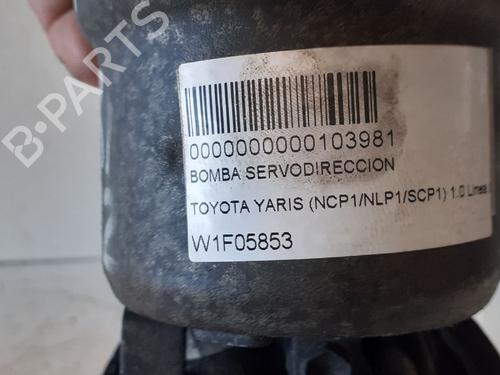 B-PARTS
0000000000103981
BOMBA SERVODIRECCION
TOYOTA YARIS (NCP1/NLP1/SCP1) 1.0 Linea
W1F05853